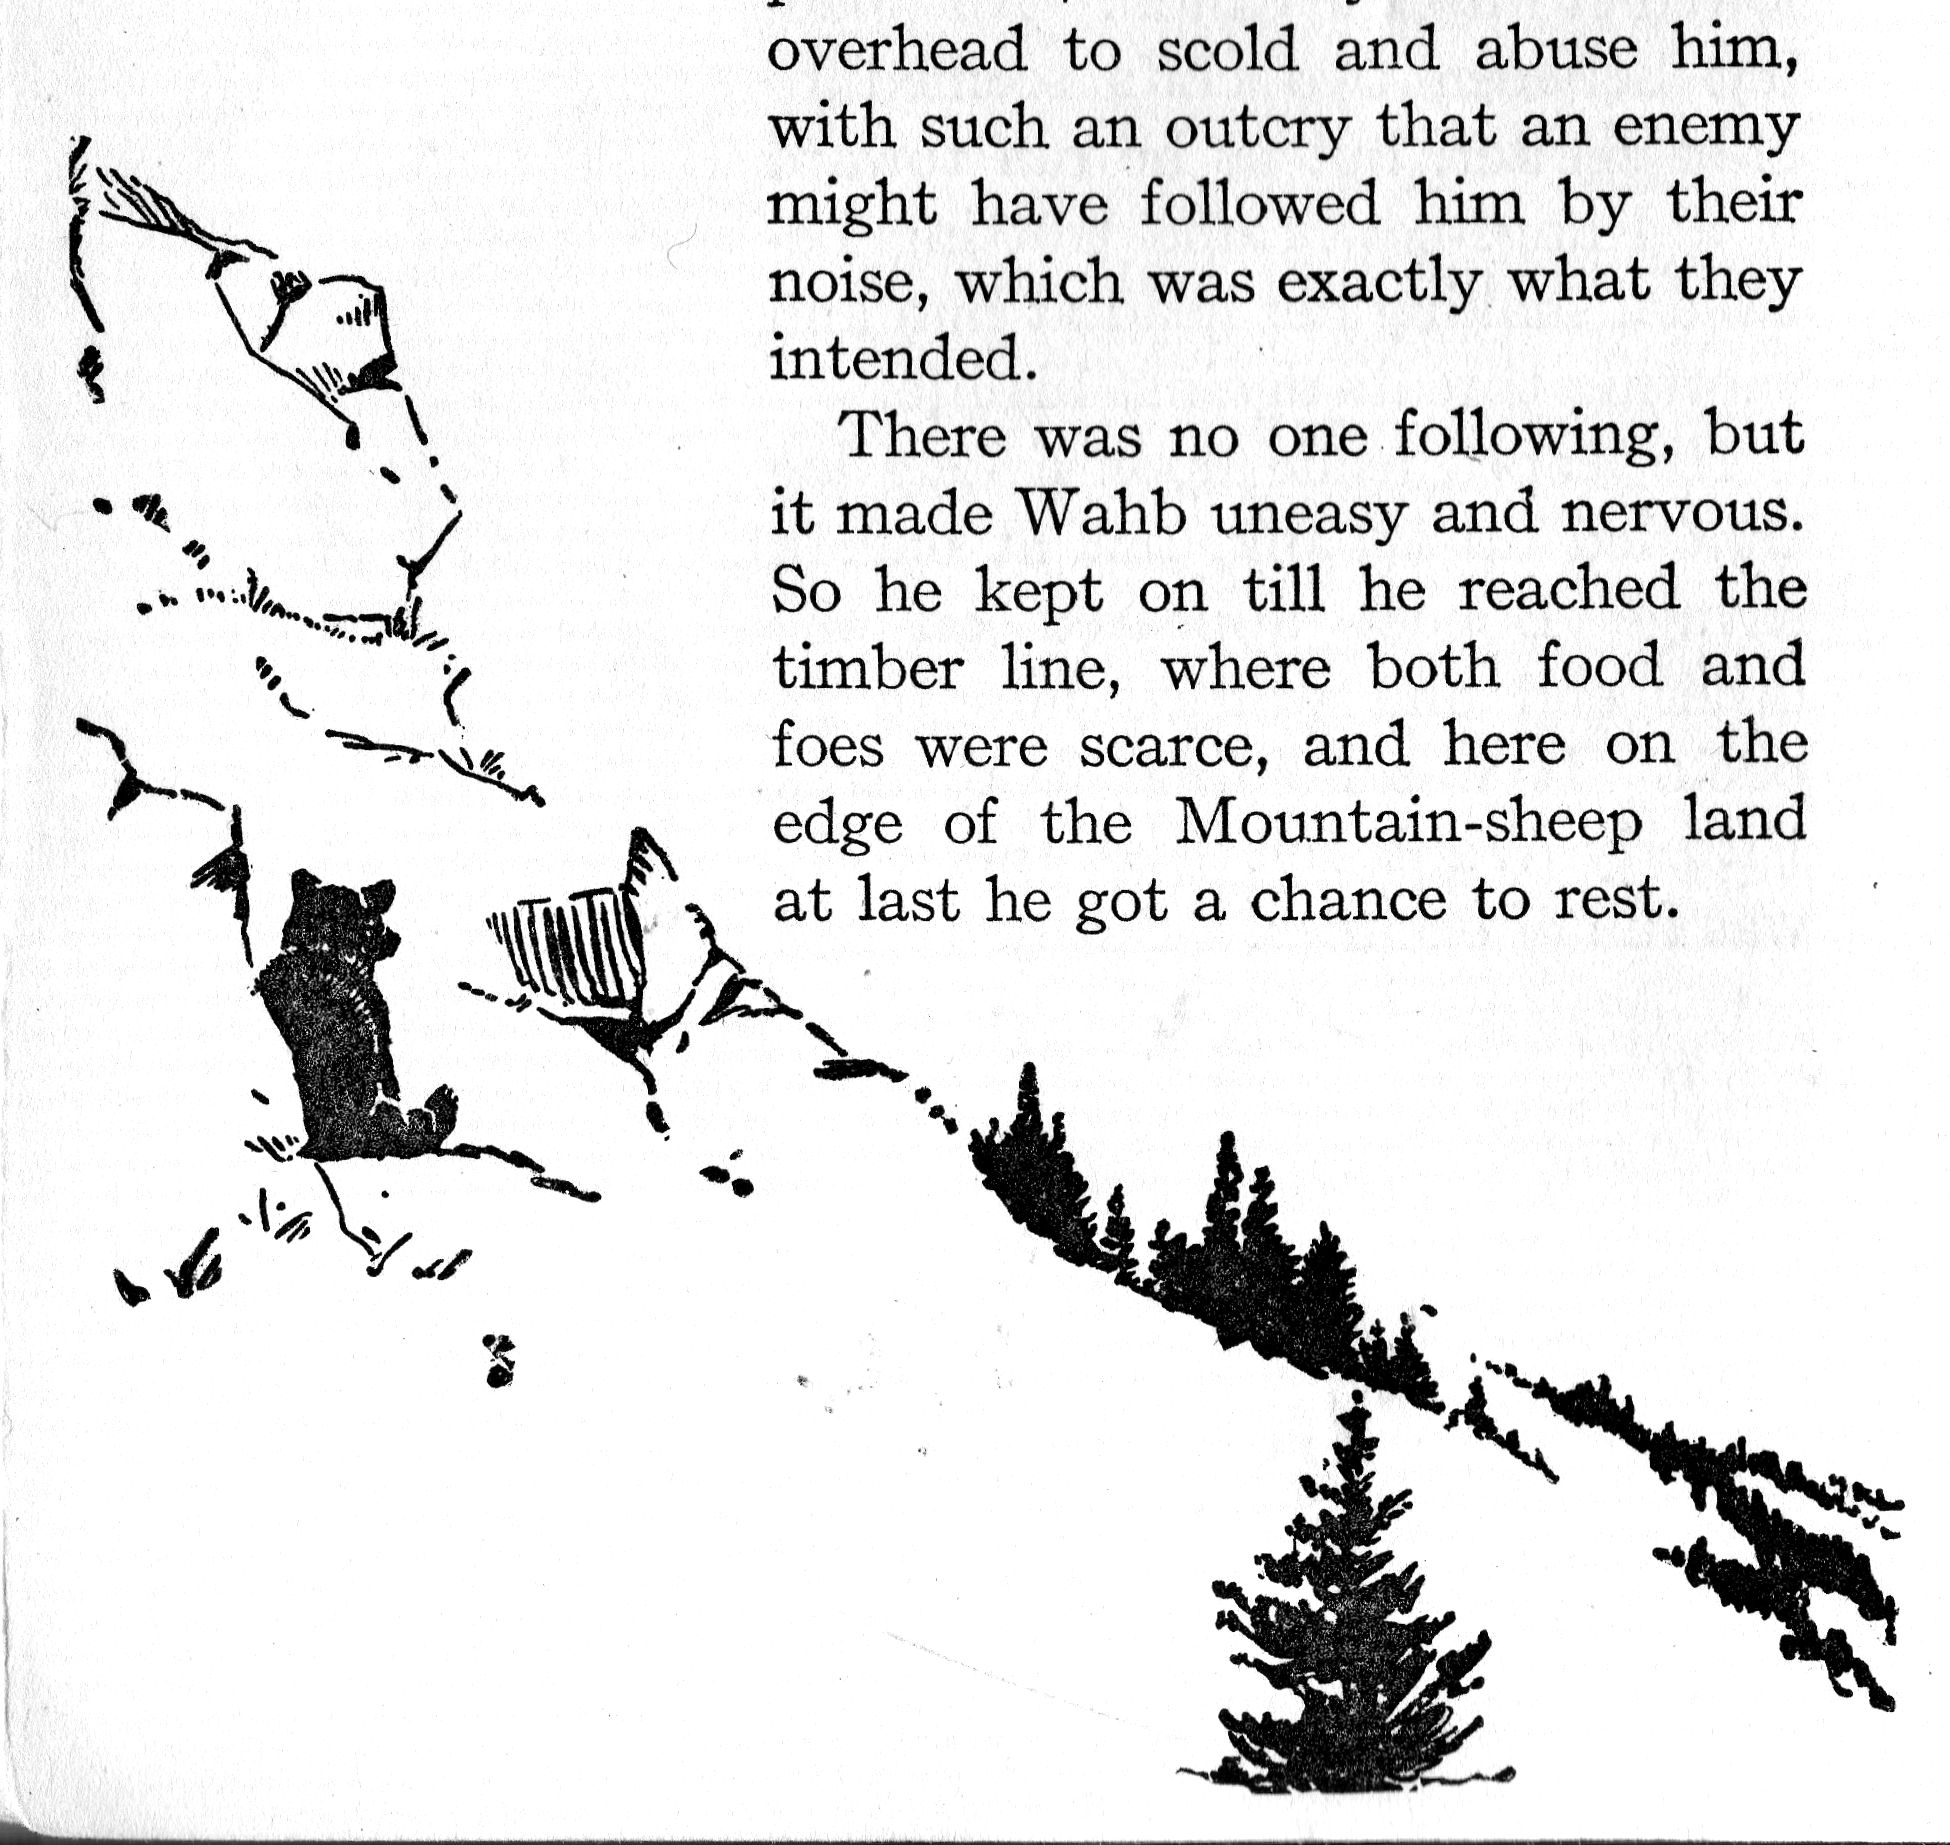 overhead to scold and abuse him,
with such an outcry that an enemy
might have followed him by their
noise, which was exactly what they
intended.
There was no one following, but
it made Wahb uneasy and nervous.
So he kept on till he reached the
timber line, where both food and
foes were scarce, and here on the
edge of the Mountain-sheep land
at last he got a chance to rest.